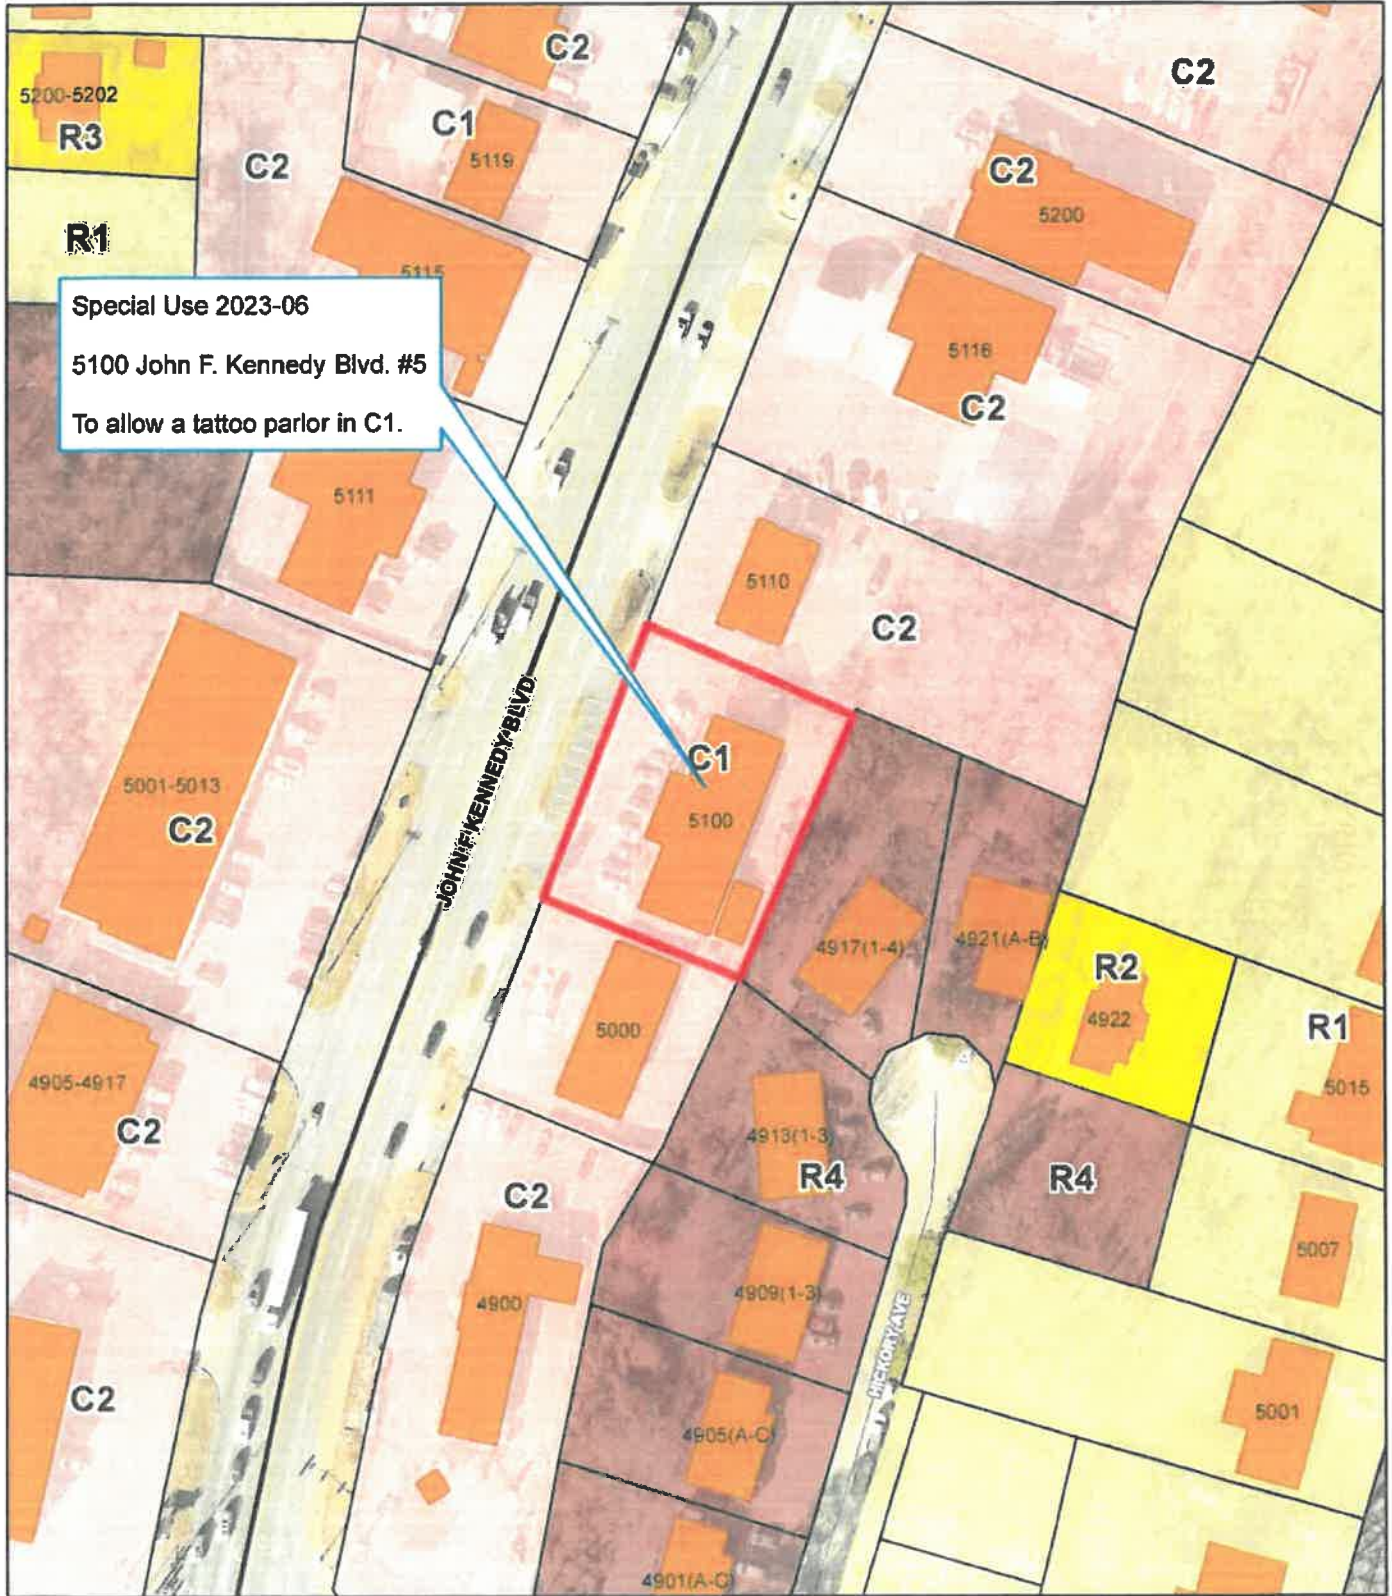 C2
C2
5200-5202
R3
C1
5119
C2
C2
5200
R1
5115
Special Use 2023-06
5100 John F. Kennedy Blvd. #5
To allow a tattoo parlor in C1.
5116
C2
5111
5110
C2
JOHN F KENNEDY BLVD
C1
5100
5001-5013
C2
4917(1-4)
4921(A-B)
R2
4922
R1
5015
5000
4905-4917
C2
4913(1-3)
R4
R4
C2
5007
4909(1-3)
4900
HICKORY AVE
C2
5001
4905(A-C)
4901(A-C)